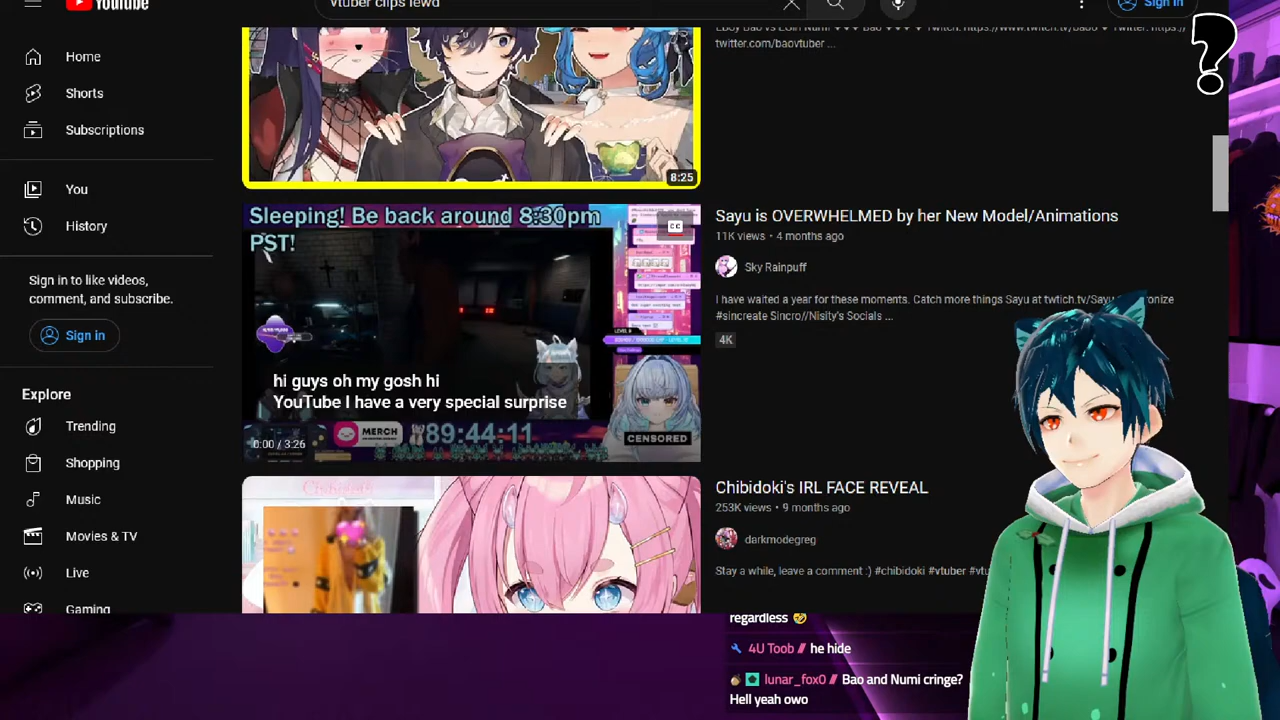 YouTube
vtuber clips lewd
Sign in
?
Home
Shorts
Subscriptions
You
History
Sign in to like videos,
comment, and subscribe.
Sign in
Explore
Trending
Shopping
Music
Movies & TV
Live
Gaming
8:25
twitter.com/baovtuber ...
Sleeping! Be back around 8:30pm
PST!
CC
hi guys oh my gosh hi
YouTube I have a very special surprise
0:00 / 3:26
MERCH
89:44:11
CENSORED
Sayu is OVERWHELMED by her New Model/Animations
11K views • 4 months ago
Sky Rainpuff
I have waited a year for these moments. Catch more things Sayu at
#sincreate Sincro//Nisity's Socials ...
4K
Chibidoki
Chibidoki's IRL FACE REVEAL
253K views • 9 months ago
darkmodegreg
Stay a while, leave a comment :) #chibidoki #vtuber
regardless 🤣
4U Toob // he hide
lunar_fox0 // Bao and Numi cringe?
Hell yeah owo